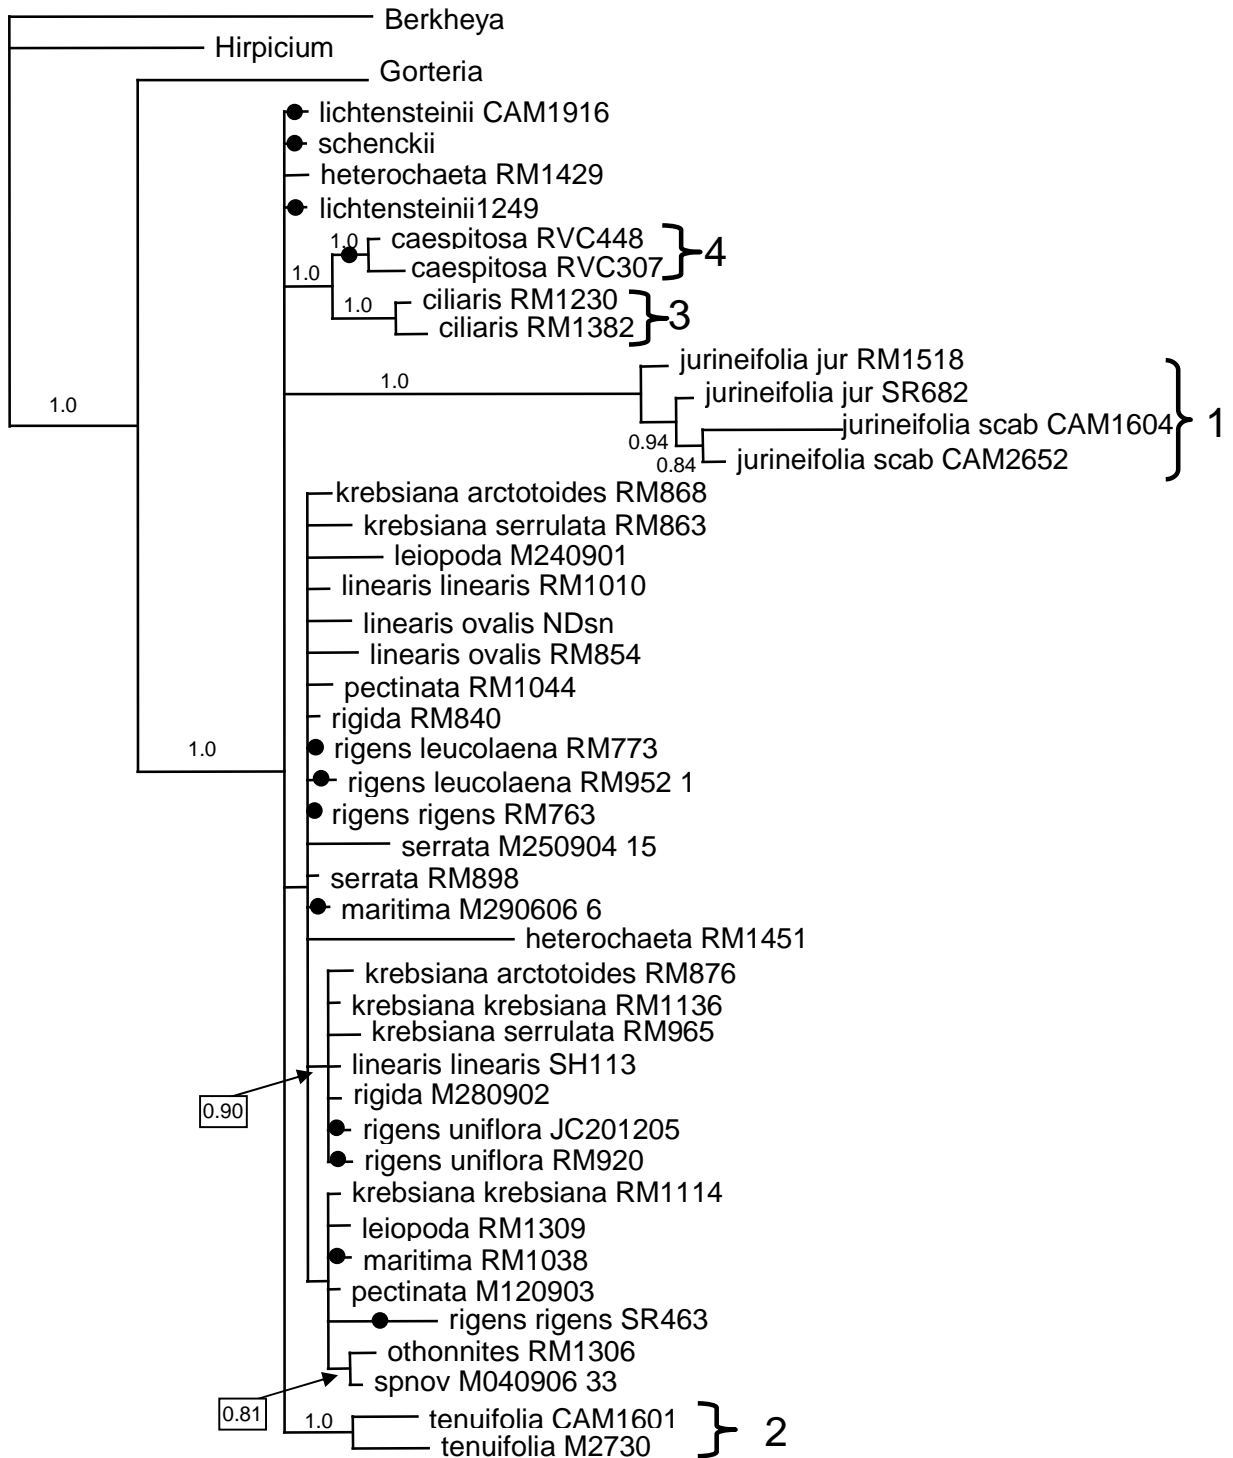 Berkheya
Hirpicium
Gorteria
lichtensteinii CAM1916
schenckii
heterochaeta RM1429
lichtensteinii1249
1.0
caespitosa RVC448
4
1.0
caespitosa RVC307
1.0
ciliaris RM1230
3
ciliaris RM1382
jurineifolia jur RM1518
1.0
jurineifolia jur SR682
1.0
jurineifolia scab CAM1604
1
0.94
0.84
jurineifolia scab CAM2652
krebsiana arctotoides RM868
krebsiana serrulata RM863
leiopoda M240901
linearis linearis RM1010
linearis ovalis NDsn
linearis ovalis RM854
pectinata RM1044
rigida RM840
1.0
rigens leucolaena RM773
rigens leucolaena RM952 1
rigens rigens RM763
serrata M250904 15
serrata RM898
maritima M290606 6
heterochaeta RM1451
krebsiana arctotoides RM876
krebsiana krebsiana RM1136
krebsiana serrulata RM965
linearis linearis SH113
rigida M280902
0.90
rigens uniflora JC201205
rigens uniflora RM920
krebsiana krebsiana RM1114
leiopoda RM1309
maritima RM1038
pectinata M120903
rigens rigens SR463
othonnites RM1306
spnov M040906 33
0.81
1.0
tenuifolia CAM1601
2
tenuifolia M2730